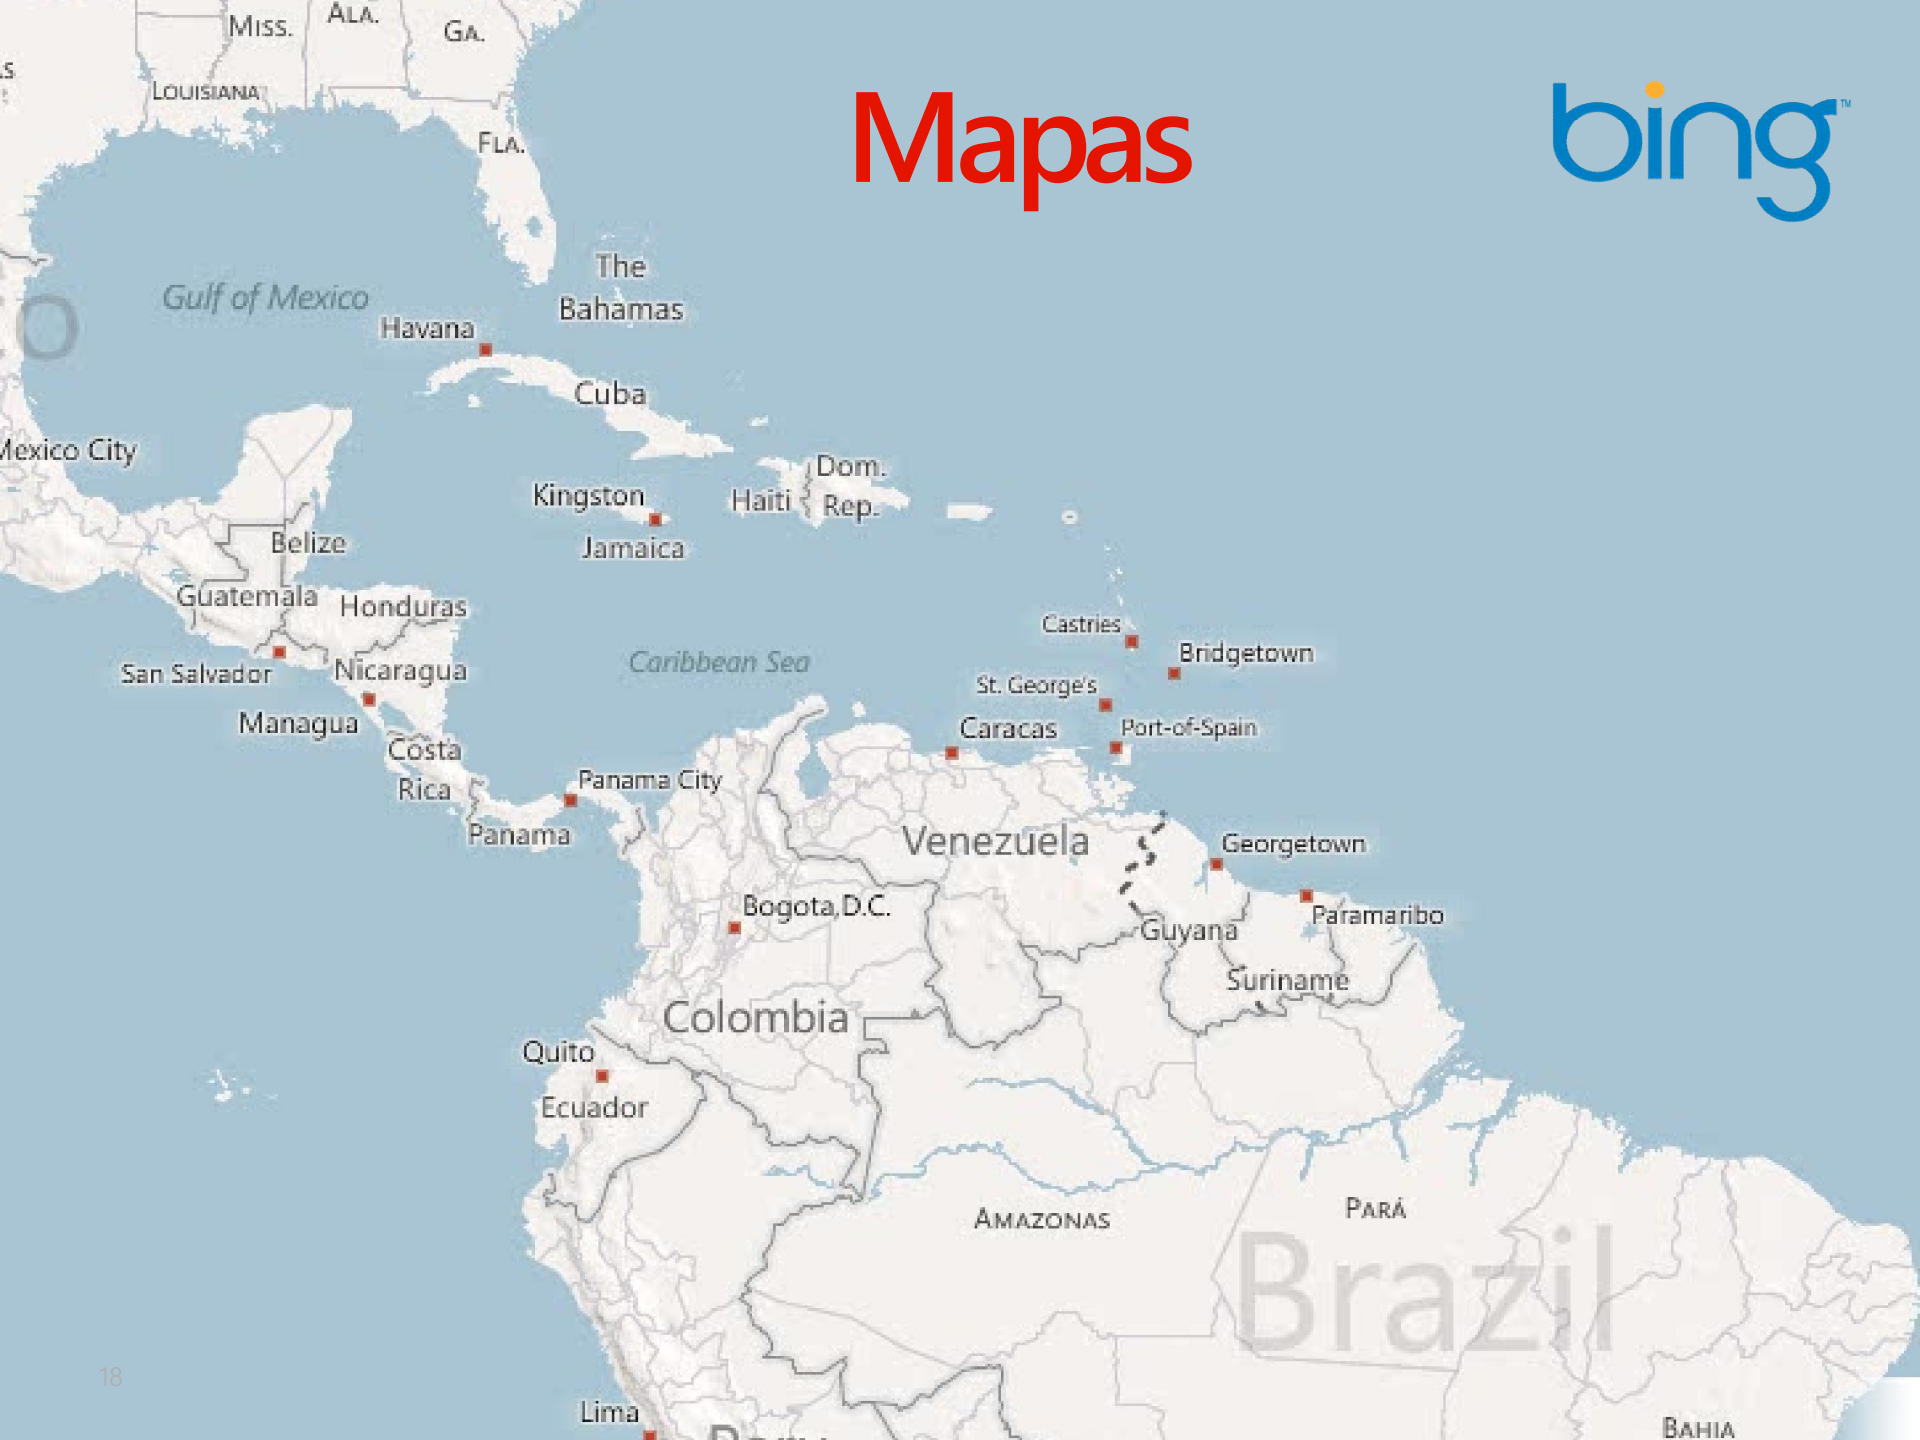 Miss.
Ala.
Ga.
Louisiana
Fla.
Mapas
bing™
The
Bahamas
Gulf of Mexico
Havana
Cuba
Mexico City
Dom.
Rep.
Haiti
Kingston
Jamaica
Belize
Guatemala
Honduras
Castries
Bridgetown
San Salvador
Nicaragua
Caribbean Sea
St. George's
Managua
Caracas
Port-of-Spain
Costa
Rica
Panama City
Panama
Venezuela
Georgetown
Bogota, D.C.
Paramaribo
Guyana
Suriname
Colombia
Quito
Ecuador
Amazonas
Pará
Brazil
18
Lima
Bahia